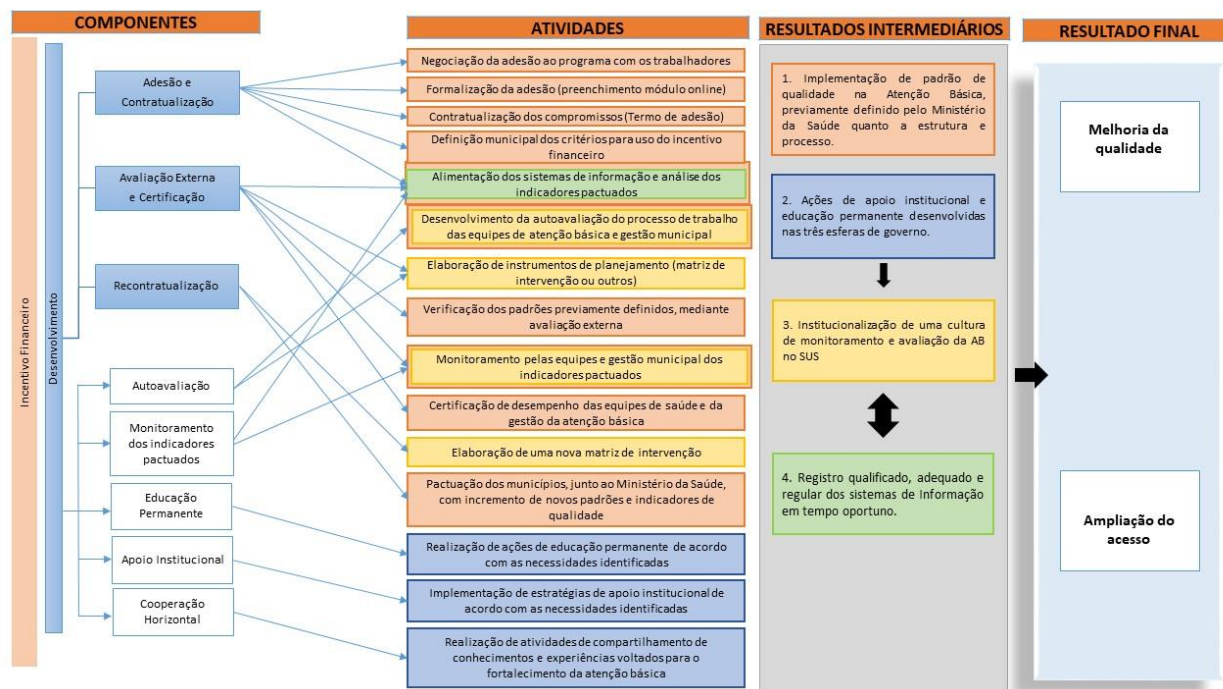 COMPONENTES
Incentivo Financeiro
Desenvolvimento
Adesão e
Contratualização
Avaliação Externa
e Certificação
Recontratualização
Autoavaliação
Monitoramento
dos indicadores
pactuados
Educação
Permanente
Apoio Institucional
Cooperação
Horizontal
ATIVIDADES
Negociação da adesão ao programa com os trabalhadores
Formalização da adesão (preenchimento módulo online)
Contratualização dos compromissos (Termo de adesão)
Definição municipal dos critérios para uso do incentivo
financeiro
Alimentação dos sistemas de informação e análise dos
indicadores pactuados
Desenvolvimento da autoavaliação do processo de trabalho
das equipes de atenção básica e gestão municipal
Elaboração de instrumentos de planejamento (matriz de
intervenção ou outros)
Verificação dos padrões previamente definidos, mediante
avaliação externa
Monitoramento pelas equipes e gestão municipal dos
indicadores pactuados
Certificação de desempenho das equipes de saúde e da
gestão da atenção básica
Elaboração de uma nova matriz de intervenção
Pactuação dos municípios, junto ao Ministério da Saúde,
com incremento de novos padrões e indicadores de
qualidade
Realização de ações de educação permanente de acordo
com as necessidades identificadas
Implementação de estratégias de apoio institucional de
acordo com as necessidades identificadas
Realização de atividades de compartilhamento de
conhecimentos e experiências voltados para o
fortalecimento da atenção básica
RESULTADOS INTERMEDIÁRIOS
1. Implementação de padrão de
qualidade na Atenção Básica,
previamente definido pelo Ministério
da Saúde quanto a estrutura e
processo.
2. Ações de apoio institucional e
educação permanente desenvolvidas
nas três esferas de governo.
3. Institucionalização de uma cultura
de monitoramento e avaliação da AB
no SUS
4. Registro qualificado, adequado e
regular dos sistemas de Informação
em tempo oportuno.
RESULTADO FINAL
Melhoria da
qualidade
Ampliação do
acesso